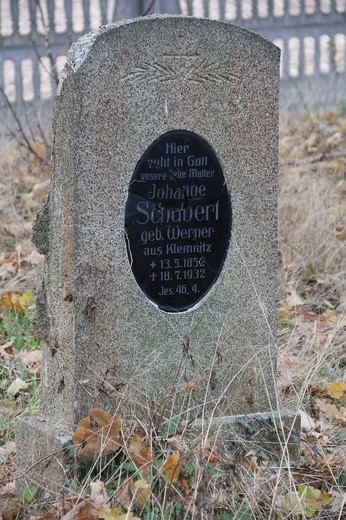 Hier
ruht in Gott
unsere liebe Mutter
Johanne
Schubert
geb. Werner
aus Klemnitz
+ 13.5.
+ 18.7.1932
Jes. 46, 4.